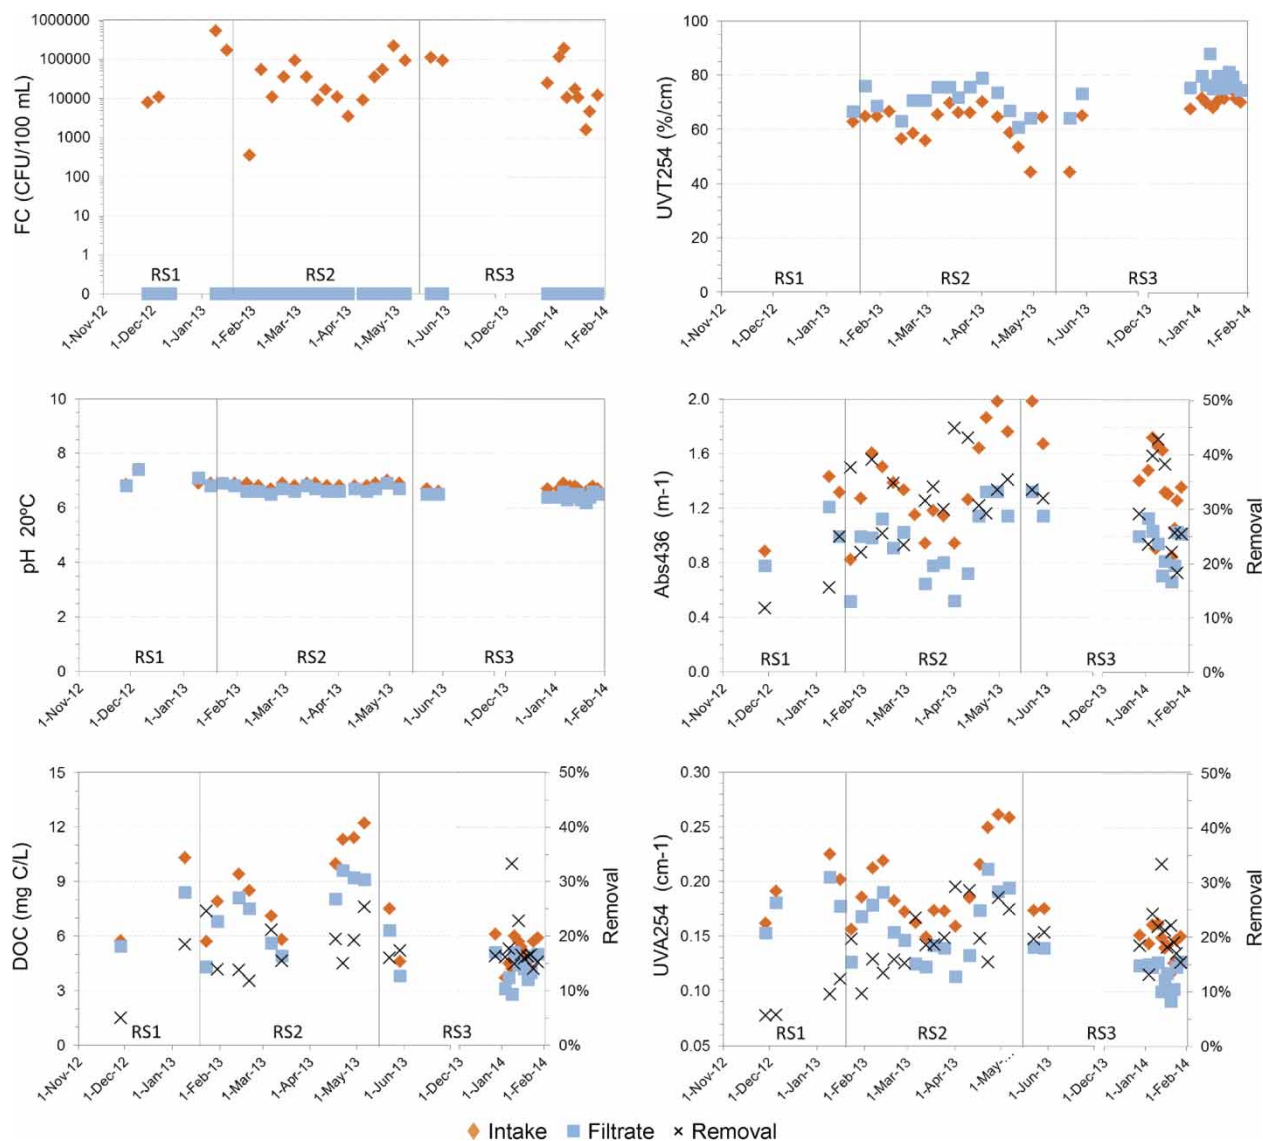 FC (CFU/100 mL)
1000000
100000
10000
1000
100
10
1
0
RS1
RS2
RS3
1-Nov-12
1-Dec-12
1-Jan-13
1-Feb-13
1-Mar-13
1-Apr-13
1-May-13
1-Jun-13
1-Dec-13
1-Jan-14
1-Feb-14
UVT254 (%/cm)
100
80
60
40
20
0
RS1
RS2
RS3
1-Nov-12
1-Dec-12
1-Jan-13
1-Feb-13
1-Mar-13
1-Apr-13
1-May-13
1-Jun-13
1-Dec-13
1-Jan-14
1-Feb-14
pH 20ºC
10
8
6
4
2
0
RS1
RS2
RS3
1-Nov-12
1-Dec-12
1-Jan-13
1-Feb-13
1-Mar-13
1-Apr-13
1-May-13
1-Jun-13
1-Dec-13
1-Jan-14
1-Feb-14
Abs436 (m-1)
2.0
1.6
1.2
0.8
0.4
0.0
RS1
RS2
RS3
50%
40%
30%
20%
10%
0%
Removal
1-Nov-12
1-Dec-12
1-Jan-13
1-Feb-13
1-Mar-13
1-Apr-13
1-May-13
1-Jun-13
1-Dec-13
1-Jan-14
1-Feb-14
DOC (mg C/L)
15
12
9
6
3
0
RS1
RS2
RS3
50%
40%
30%
20%
10%
0%
Removal
1-Nov-12
1-Dec-12
1-Jan-13
1-Feb-13
1-Mar-13
1-Apr-13
1-May-13
1-Jun-13
1-Dec-13
1-Jan-14
1-Feb-14
UVA254 (cm-1)
0.30
0.25
0.20
0.15
0.10
0.05
RS1
RS2
RS3
50%
40%
30%
20%
10%
0%
Removal
1-Nov-12
1-Dec-12
1-Jan-13
1-Feb-13
1-Mar-13
1-Apr-13
1-May-...
1-Jun-13
1-Dec-13
1-Jan-14
1-Feb-14
Intake Filtrate Removal